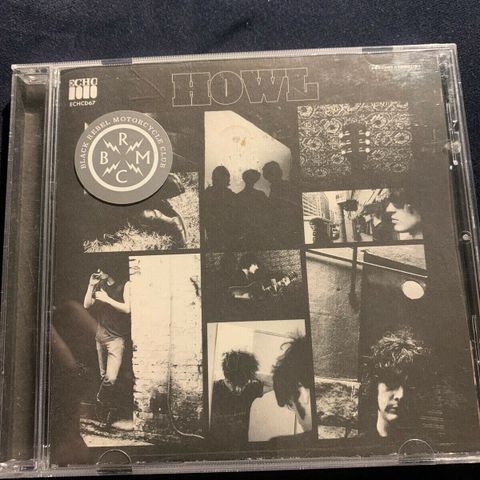 ECHO
ECHCD67
HOWL
BLACK REBEL MOTORCYCLE CLUB
B R M C